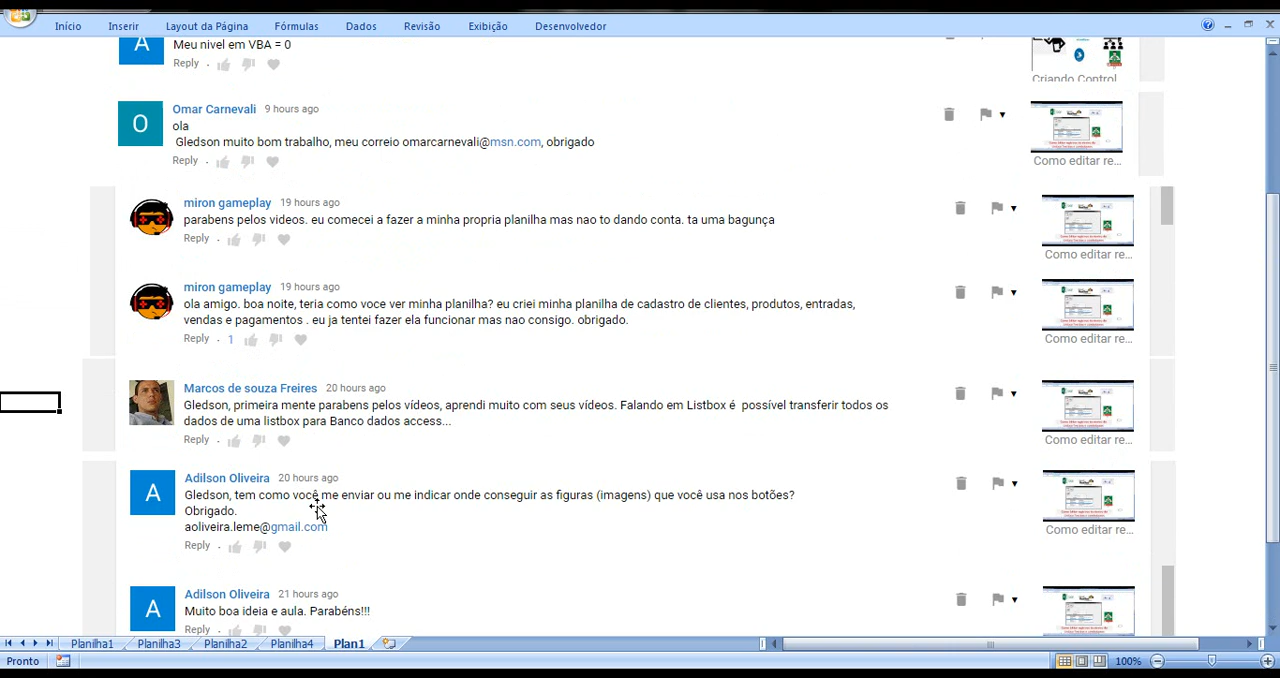 Início Inserir Layout da Página Fórmulas Dados Revisão Exibição Desenvolvedor
A
Meu nivel em VBA = 0
Reply
Criando Control
O
Omar Carnevali 9 hours ago
ola
Gledson muito bom trabalho, meu correio omarcarnevali@msn.com, obrigado
Reply
Como editar re...
miron gameplay 19 hours ago
parabens pelos videos. eu comecei a fazer a minha propria planilha mas nao to dando conta. ta uma bagunça
Reply
Como editar re...
miron gameplay 19 hours ago
ola amigo. boa noite, teria como vc ver minha planilha? eu criei minha planilha de cadastro de clientes, produtos, entradas,
vendas e pagamentos . eu ja tentei fazer ela funcionar mas nao consigo. obrigado.
Reply 1
Como editar re...
Marcos de souza Freires 20 hours ago
Gledson, primeira mente parabens pelos vídeos, aprendi muito com seus vídeos. Falando em Listbox é possível transferir todos os
dados de uma listbox para Banco dados access...
Reply
Como editar re...
A
Adilson Oliveira 20 hours ago
Gledson, tem como você me enviar ou me indicar onde conseguir as figuras (imagens) que você usa nos botões?
Obrigado.
aoliveira.leme@gmail.com
Reply
Como editar re...
A
Adilson Oliveira 21 hours ago
Muito boa ideia e aula. Parabéns!!!
Reply
Planilha1 Planilha3 Planilha2 Planilha4 Plan1
Pronto 100%